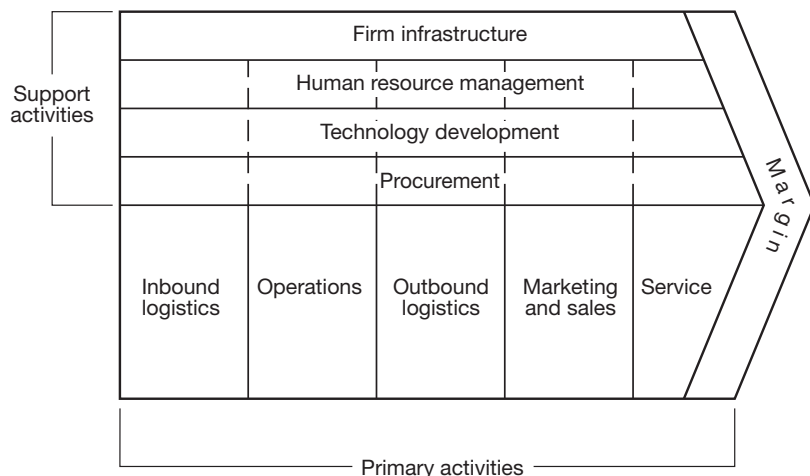 Firm infrastructure
Human resource management
Support
activities
Technology development
Procurement
Margin
Inbound
logistics
Operations
Outbound
logistics
Marketing
and sales
Service
Primary activities